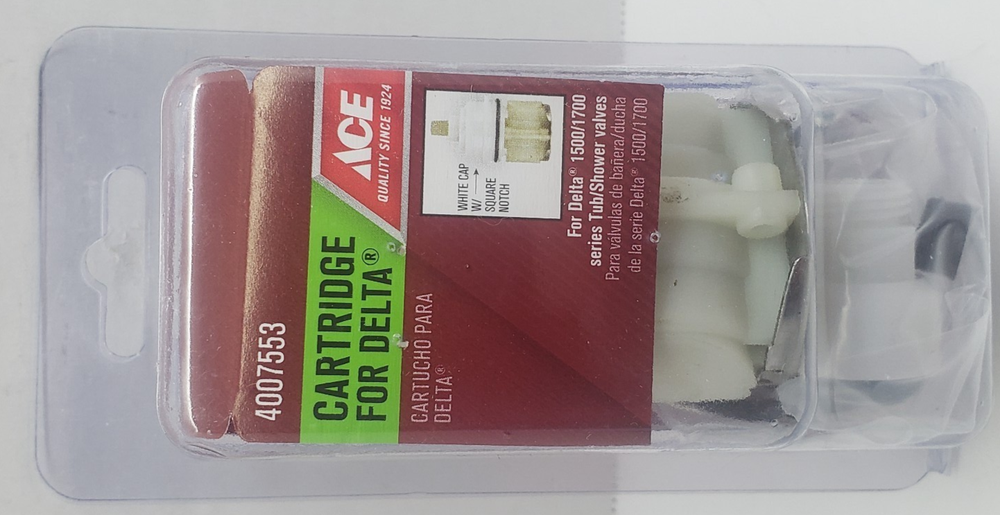 4007553
ACE
QUALITY SINCE 1924
CARTRIDGE
FOR DELTA®
CARTUCHO PARA
DELTA®
WHITE CAP
W/
SQUARE
NOTCH
For Delta® 1500/1700
series Tub/Shower valves
Para válvulas de bañera/ducha
de la serie Delta® 1500/1700